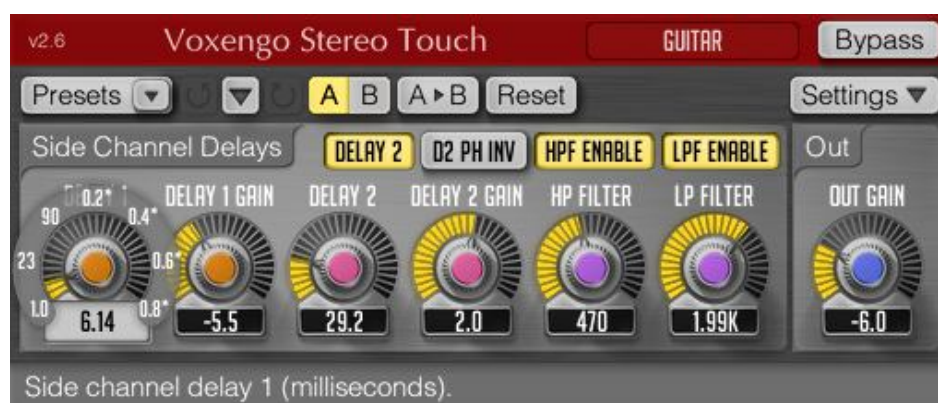 v2.6 Voxengo Stereo Touch GUITAR Bypass
Presets A B A▸B Reset Settings
Side Channel Delays DELAY 2 D2 PH INV HPF ENABLE LPF ENABLE Out
DELAY 1 GAIN DELAY 2 DELAY 2 GAIN HP FILTER LP FILTER OUT GAIN
0.2*
90 0.4*
23 0.6*
1.0 0.8*
6.14 -5.5 29.2 2.0 470 1.99K -6.0
Side channel delay 1 (milliseconds).